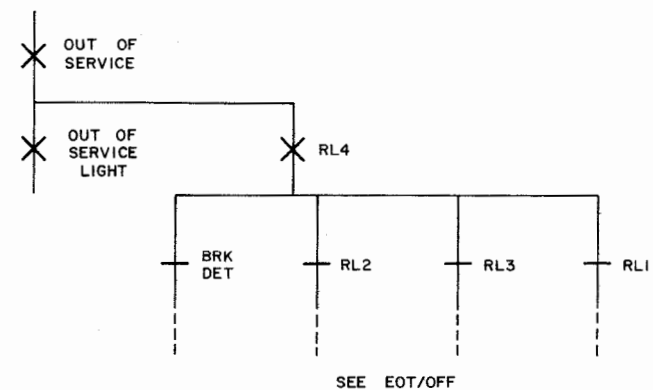 OUT OF
SERVICE
OUT OF
SERVICE
LIGHT
RL4
BRK
DET
RL2
RL3
RL1
SEE EOT/OFF